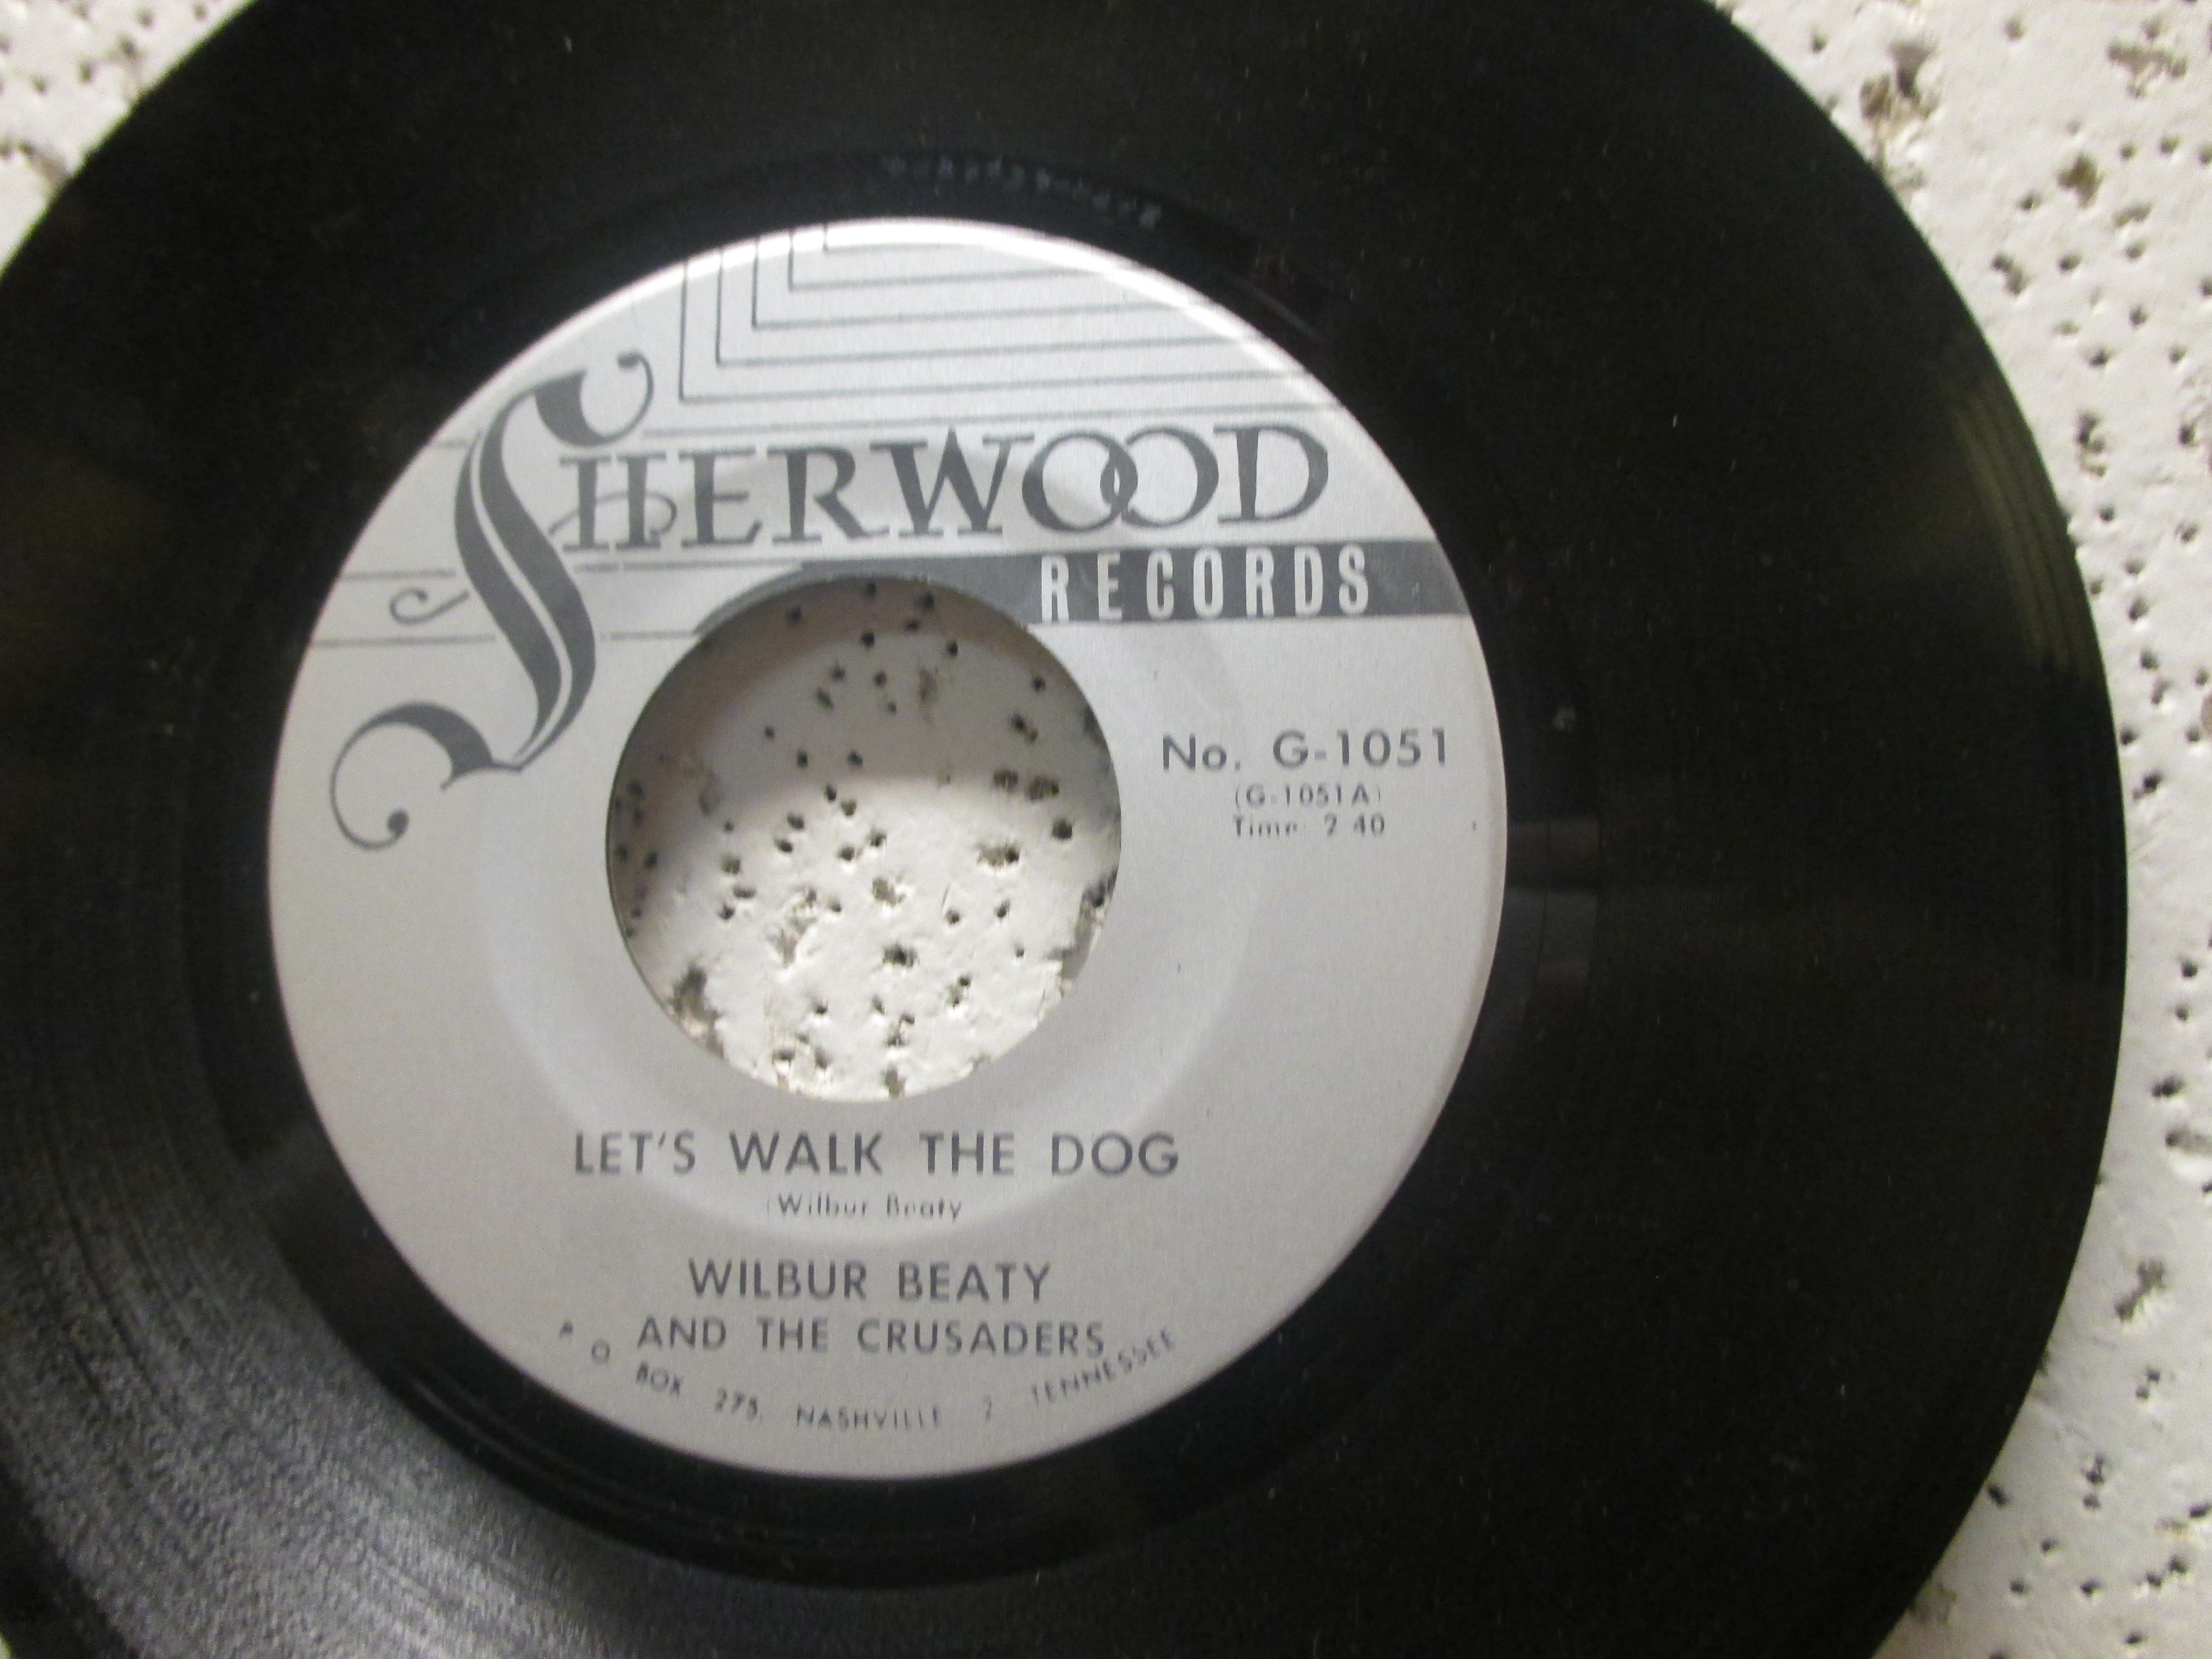 SHERWOOD
RECORDS
No. G-1051
(G-1051A)
Time: 2:40
LET'S WALK THE DOG
(Wilbur Beaty
WILBUR BEATY
AND THE CRUSADERS
P O BOX 275, NASHVILLE 2 TENNESSEE